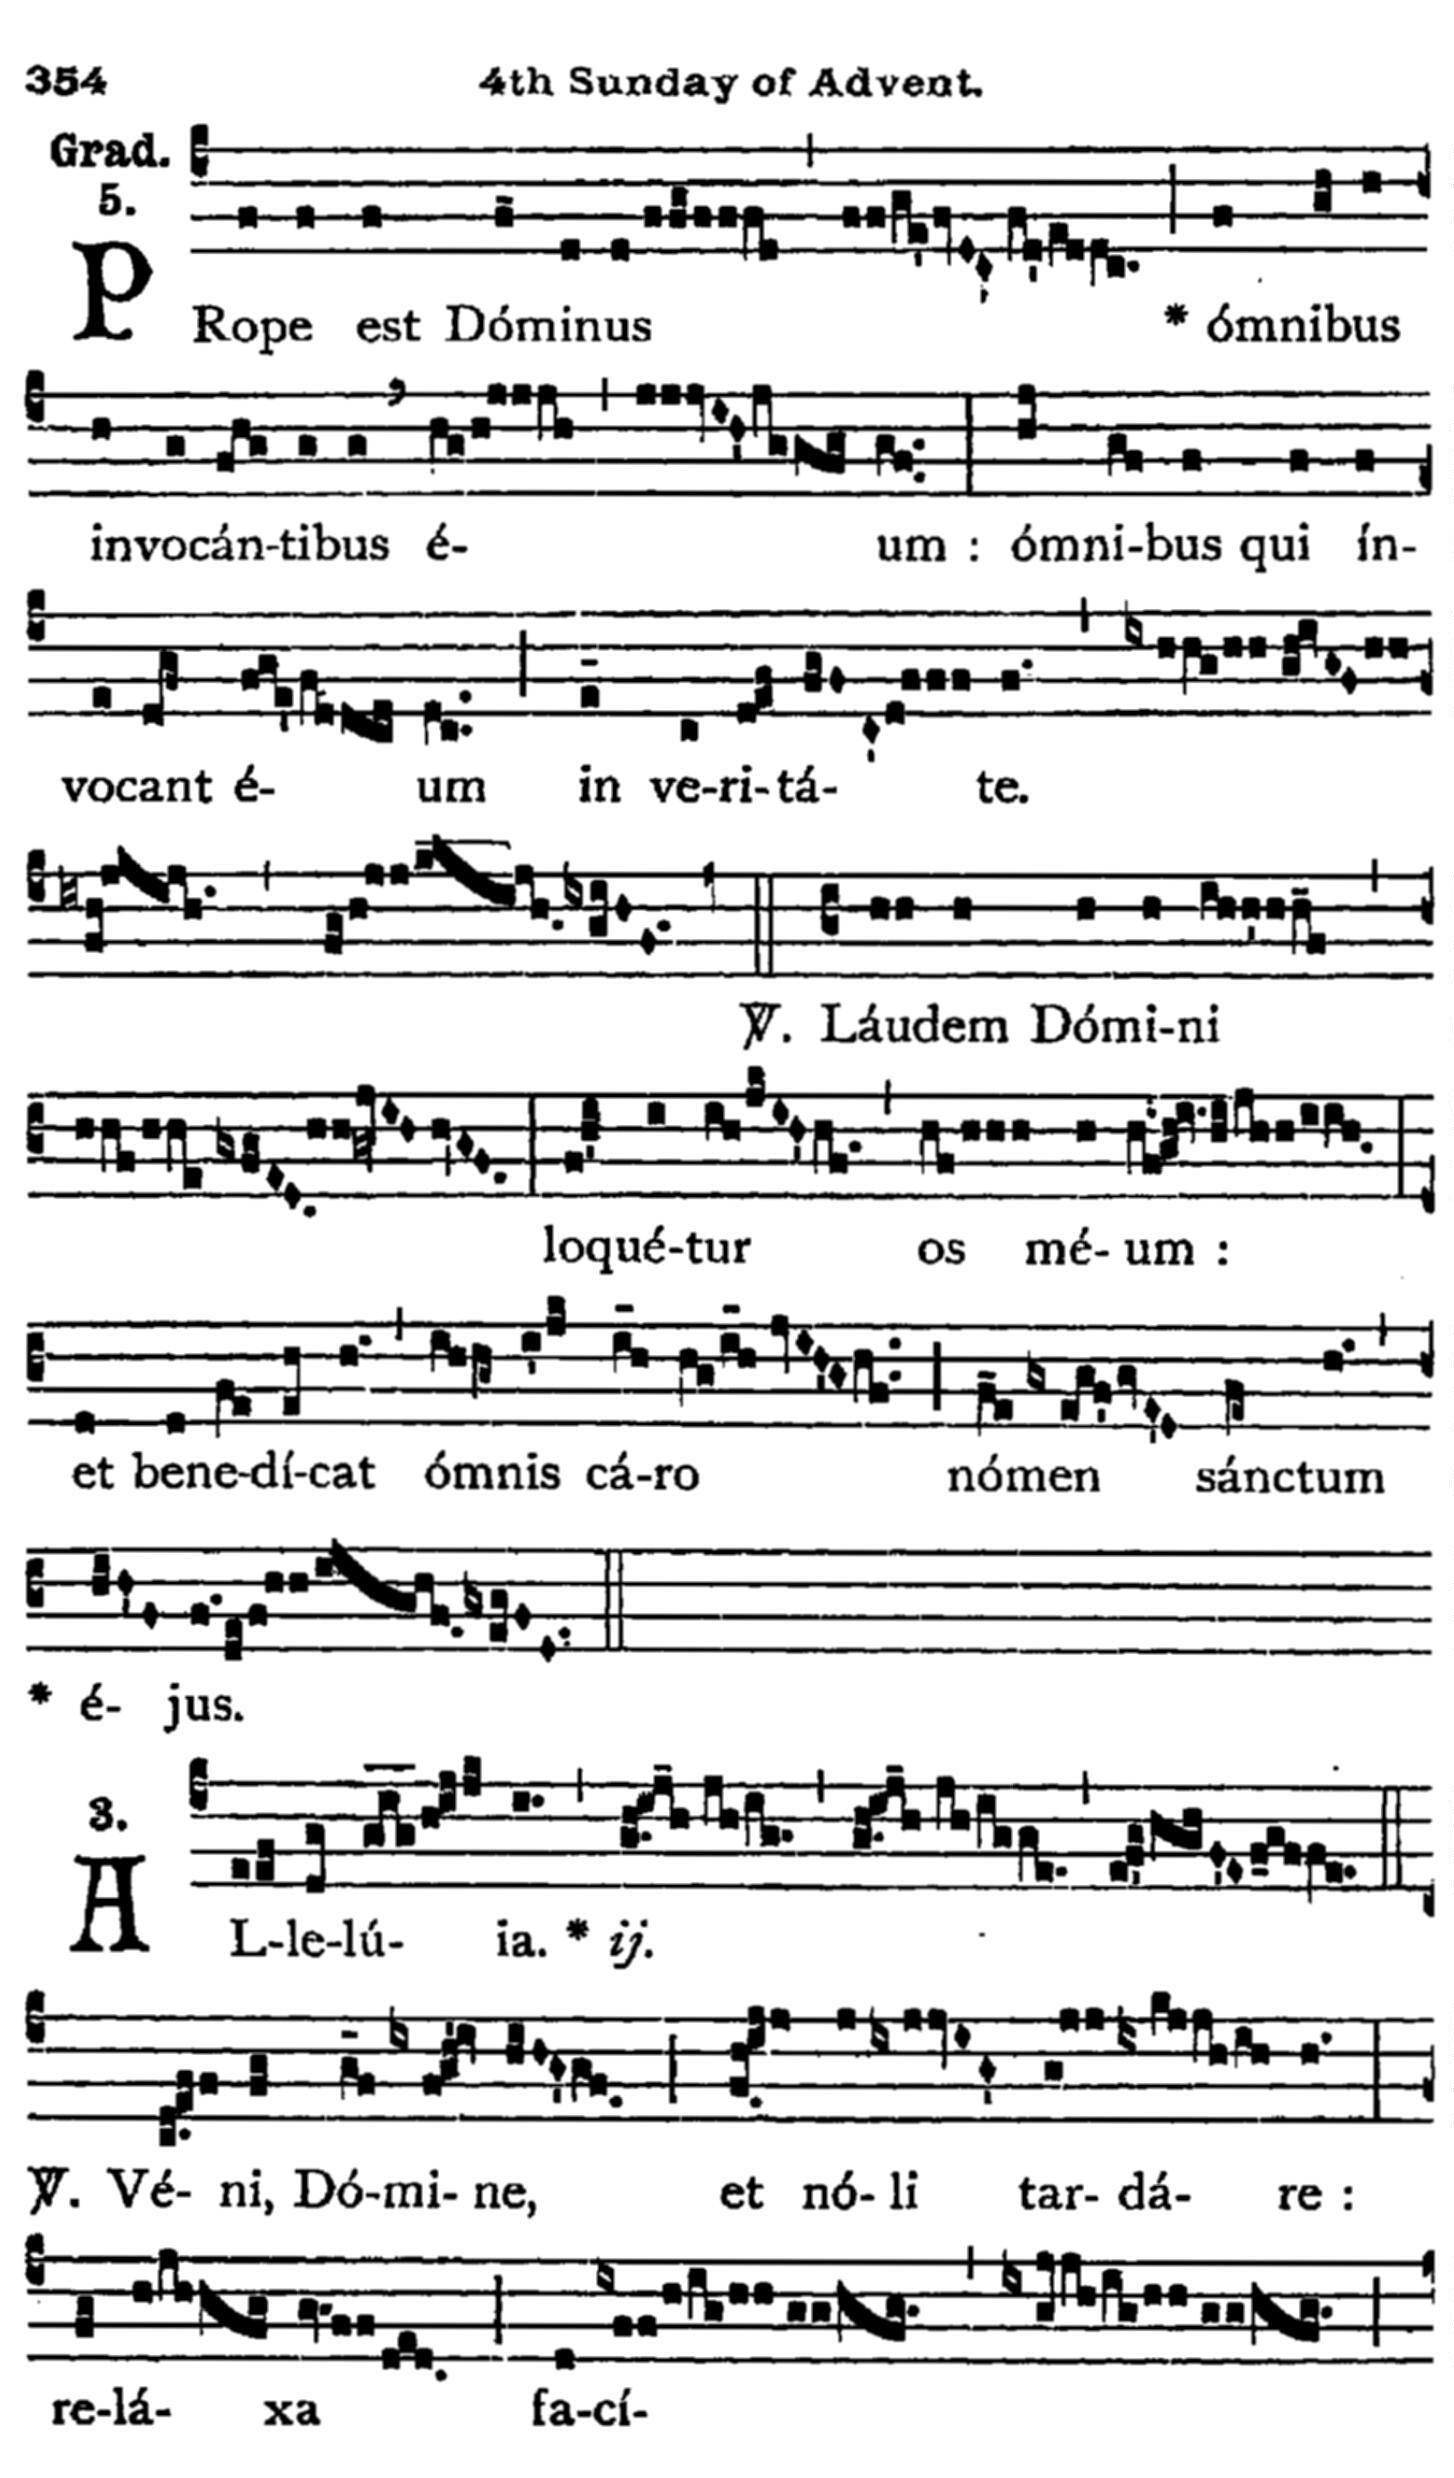 354 4th Sunday of Advent.
Grad.
5.
PRope est Dóminus * ómnibus
invocán-tibus é- um : ómni-bus qui ín-
vocant é- um in ve-ri-tá- te.
℣. Láudem Dómi-ni
loqué-tur os mé- um :
et bene-dí-cat ómnis cá-ro nómen sánctum
* é- jus.
3.
AL-le-lú- ia. * ij.
℣. Vé- ni, Dó-mi- ne, et nó- li tar- dá- re :
re-lá- xa fa-cí-